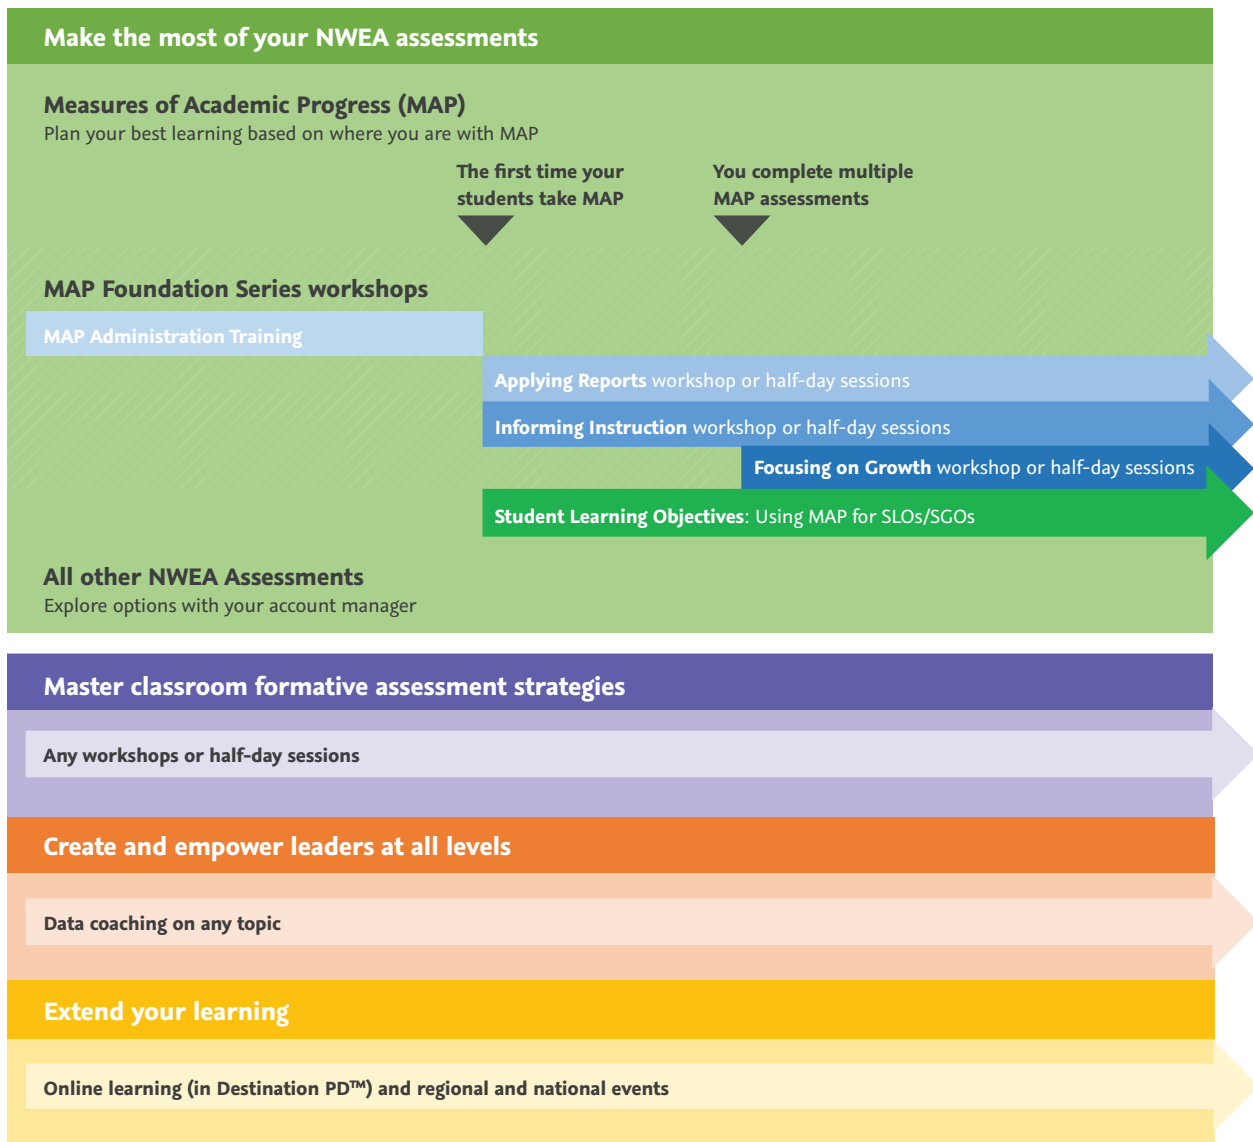 Make the most of your NWEA assessments
Measures of Academic Progress (MAP)
Plan your best learning based on where you are with MAP
The first time your
students take MAP
You complete multiple
MAP assessments
MAP Foundation Series workshops
MAP Administration Training
Applying Reports workshop or half-day sessions
Informing Instruction workshop or half-day sessions
Focusing on Growth workshop or half-day sessions
Student Learning Objectives: Using MAP for SLOs/SGOs
All other NWEA Assessments
Explore options with your account manager
Master classroom formative assessment strategies
Any workshops or half-day sessions
Create and empower leaders at all levels
Data coaching on any topic
Extend your learning
Online learning (in Destination PD™) and regional and national events